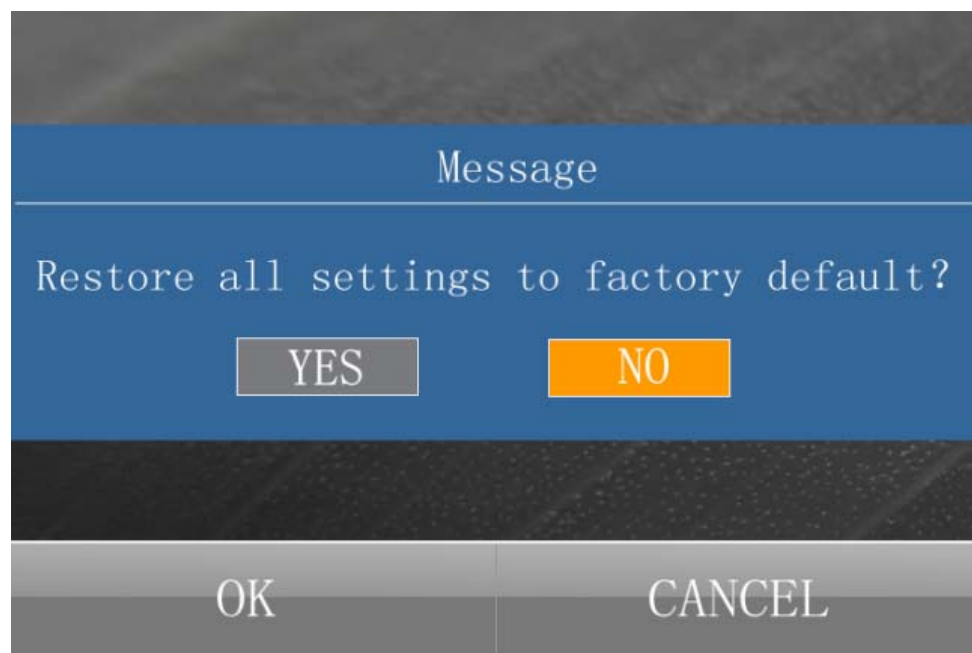 Message
Restore all settings to factory default?
YES NO
OK CANCEL